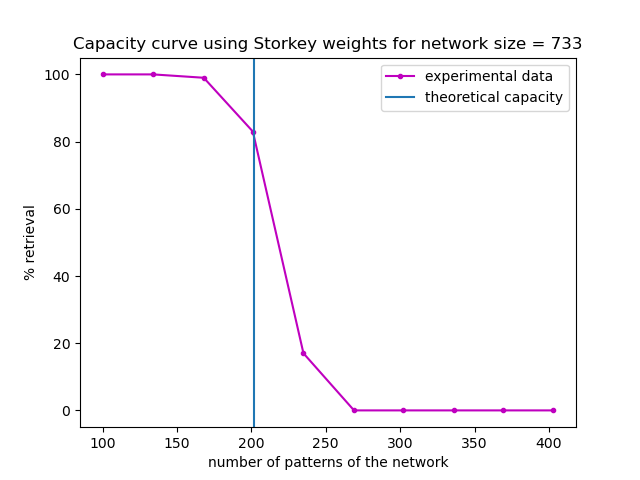 Capacity curve using Storkey weights for network size = 733
experimental data
theoretical capacity
% retrieval
100
80
60
40
20
0
100 150 200 250 300 350 400
number of patterns of the network